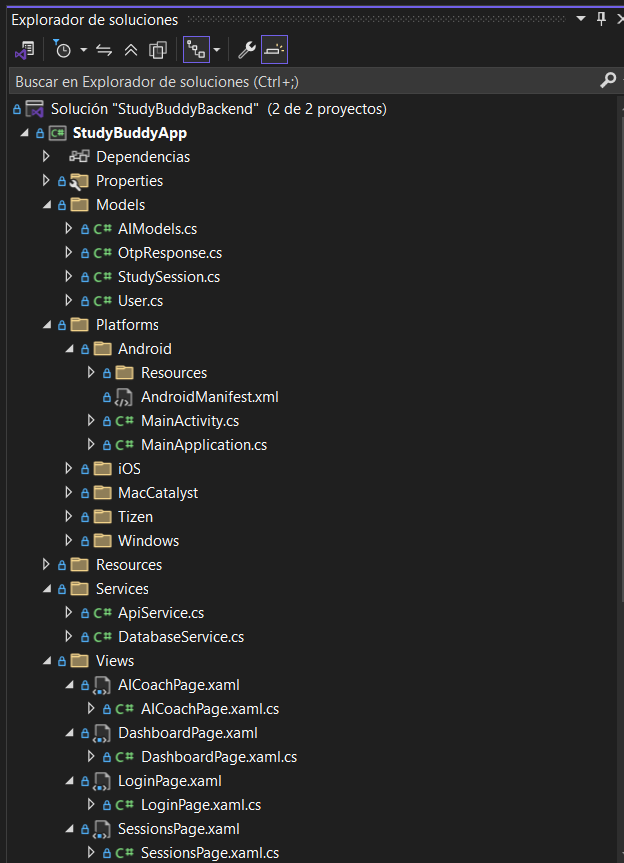 Explorador de soluciones
Buscar en Explorador de soluciones (Ctrl+;)
Solución "StudyBuddyBackend" (2 de 2 proyectos)
C# StudyBuddyApp
Dependencias
Properties
Models
C# AIModels.cs
C# OtpResponse.cs
C# StudySession.cs
C# User.cs
Platforms
Android
Resources
AndroidManifest.xml
C# MainActivity.cs
C# MainApplication.cs
iOS
MacCatalyst
Tizen
Windows
Resources
Services
C# ApiService.cs
C# DatabaseService.cs
Views
AICoachPage.xaml
C# AICoachPage.xaml.cs
DashboardPage.xaml
C# DashboardPage.xaml.cs
LoginPage.xaml
C# LoginPage.xaml.cs
SessionsPage.xaml
C# SessionsPage.xaml.cs